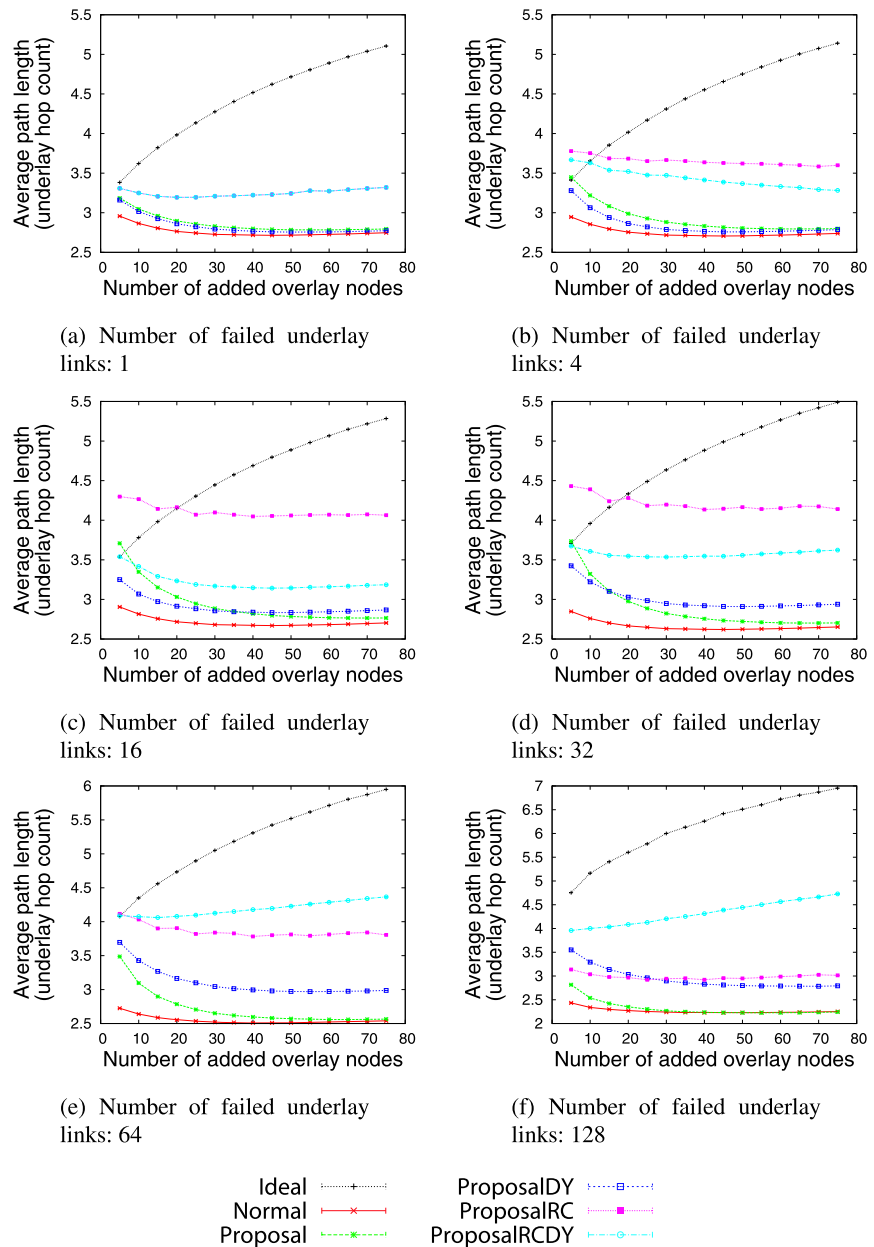 5.5
5
4.5
4
3.5
3
2.5
0 10 20 30 40 50 60 70 80
Average path length
(underlay hop count)
Number of added overlay nodes
(a) Number of failed underlay
links: 1
5.5
5
4.5
4
3.5
3
2.5
0 10 20 30 40 50 60 70 80
Average path length
(underlay hop count)
Number of added overlay nodes
(b) Number of failed underlay
links: 4
5.5
5
4.5
4
3.5
3
2.5
0 10 20 30 40 50 60 70 80
Average path length
(underlay hop count)
Number of added overlay nodes
(c) Number of failed underlay
links: 16
5.5
5
4.5
4
3.5
3
2.5
0 10 20 30 40 50 60 70 80
Average path length
(underlay hop count)
Number of added overlay nodes
(d) Number of failed underlay
links: 32
6
5.5
5
4.5
4
3.5
3
2.5
0 10 20 30 40 50 60 70 80
Average path length
(underlay hop count)
Number of added overlay nodes
(e) Number of failed underlay
links: 64
7
6.5
6
5.5
5
4.5
4
3.5
3
2.5
2
0 10 20 30 40 50 60 70 80
Average path length
(underlay hop count)
Number of added overlay nodes
(f) Number of failed underlay
links: 128
Ideal
Normal
Proposal
ProposalDY
ProposalRC
ProposalRCDY